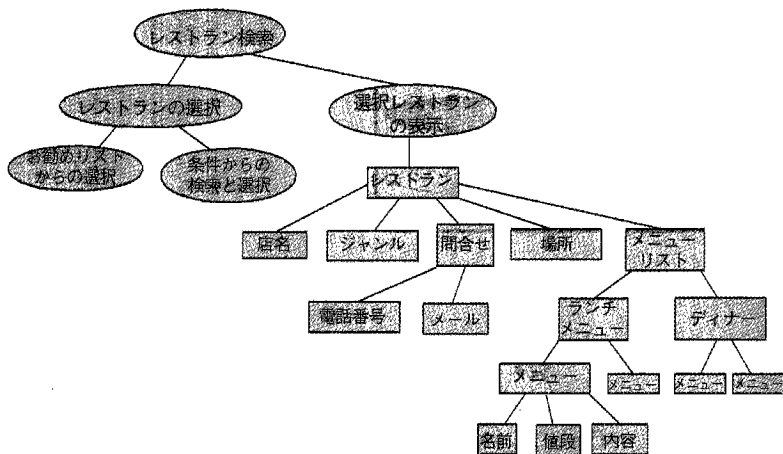 レストラン検索
レストランの選択
選択レストラン
の表示
お勧めリスト
からの選択
条件からの
検索と選択
レストラン
店名
ジャンル
問合せ
場所
メニュー
リスト
電話番号
メール
ランチ
メニュー
ディナー
メニュー
メニュー
メニュー
メニュー
名前
値段
内容